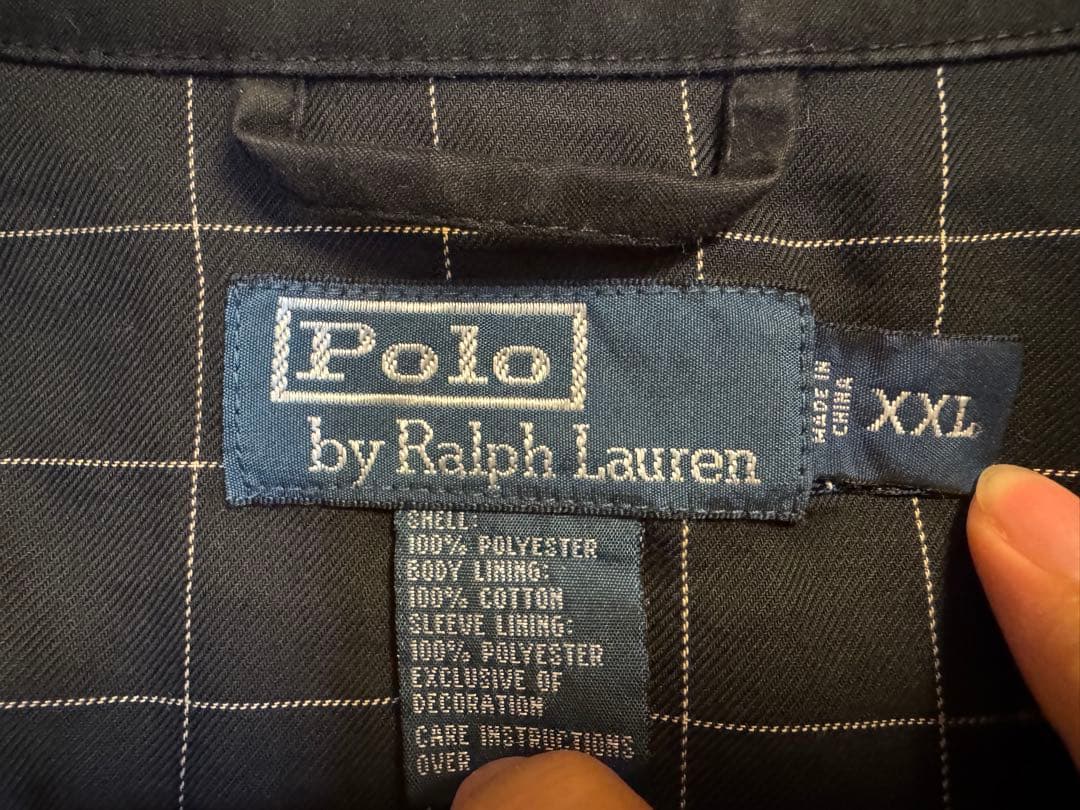 Polo
by Ralph Lauren
MADE IN
CHINA
XXL
SHELL:
100% POLYESTER
BODY LINING:
100% COTTON
SLEEVE LINING:
100% POLYESTER
EXCLUSIVE OF
DECORATION
CARE INSTRUCTIONS
OVER